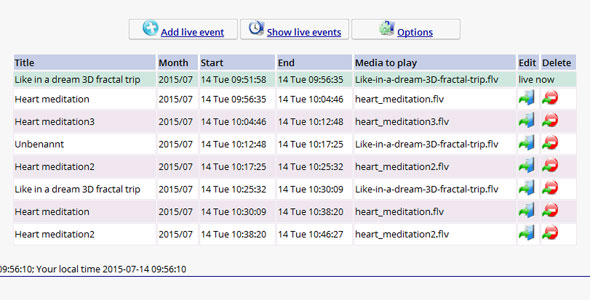 Add live event Show live events Options
Title Month Start End Media to play Edit Delete
Like in a dream 3D fractal trip 2015/07 14 Tue 09:51:58 14 Tue 09:56:35 Like-in-a-dream-3D-fractal-trip.flv live now
Heart meditation 2015/07 14 Tue 09:56:35 14 Tue 10:04:46 heart_meditation.flv
Heart meditation3 2015/07 14 Tue 10:04:46 14 Tue 10:12:48 heart_meditation3.flv
Unbenannt 2015/07 14 Tue 10:12:48 14 Tue 10:17:25 Like-in-a-dream-3D-fractal-trip.flv
Heart meditation2 2015/07 14 Tue 10:17:25 14 Tue 10:25:32 heart_meditation2.flv
Like in a dream 3D fractal trip 2015/07 14 Tue 10:25:32 14 Tue 10:30:09 Like-in-a-dream-3D-fractal-trip.flv
Heart meditation 2015/07 14 Tue 10:30:09 14 Tue 10:38:20 heart_meditation.flv
Heart meditation2 2015/07 14 Tue 10:38:20 14 Tue 10:46:27 heart_meditation2.flv
09:56:10; Your local time 2015-07-14 09:56:10